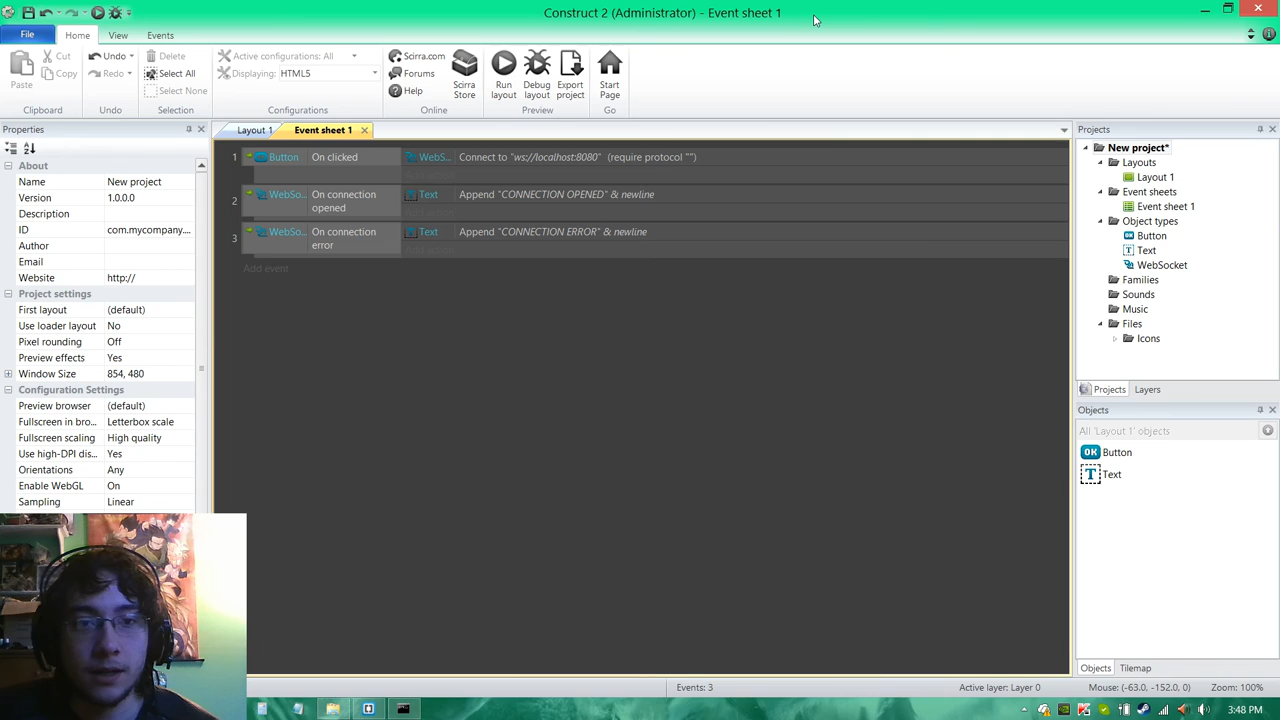 Construct 2 (Administrator) - Event sheet 1
File Home View Events
Paste
Cut
Copy
Clipboard
Undo
Redo
Undo
Delete
Select All
Select None
Selection
Active configurations: All
Displaying: HTML5
Configurations
Scirra.com
Forums
Help
Scirra Store
Online
Run layout
Debug layout
Export project
Preview
Start Page
Go
Properties
About
Name New project
Version 1.0.0.0
Description
ID com.mycompany....
Author
Email
Website http://
Project settings
First layout (default)
Use loader layout No
Pixel rounding Off
Preview effects Yes
Window Size 854, 480
Configuration Settings
Preview browser (default)
Fullscreen in bro... Letterbox scale
Fullscreen scaling High quality
Use high-DPI dis... Yes
Orientations Any
Enable WebGL On
Sampling Linear
Layout 1 Event sheet 1
1 Button On clicked WebS... Connect to "ws://localhost:8080" (require protocol "")
Add action
2 WebSo... On connection opened Text Append "CONNECTION OPENED" & newline
Add action
3 WebSo... On connection error Text Append "CONNECTION ERROR" & newline
Add action
Add event
Projects
New project*
Layouts
Layout 1
Event sheets
Event sheet 1
Object types
Button
Text
WebSocket
Families
Sounds
Music
Files
Icons
Projects Layers
Objects
All 'Layout 1' objects
OK Button
T Text
Objects Tilemap
Events: 3 Active layer: Layer 0 Mouse: (-63.0, -152.0, 0) Zoom: 100%
3:48 PM